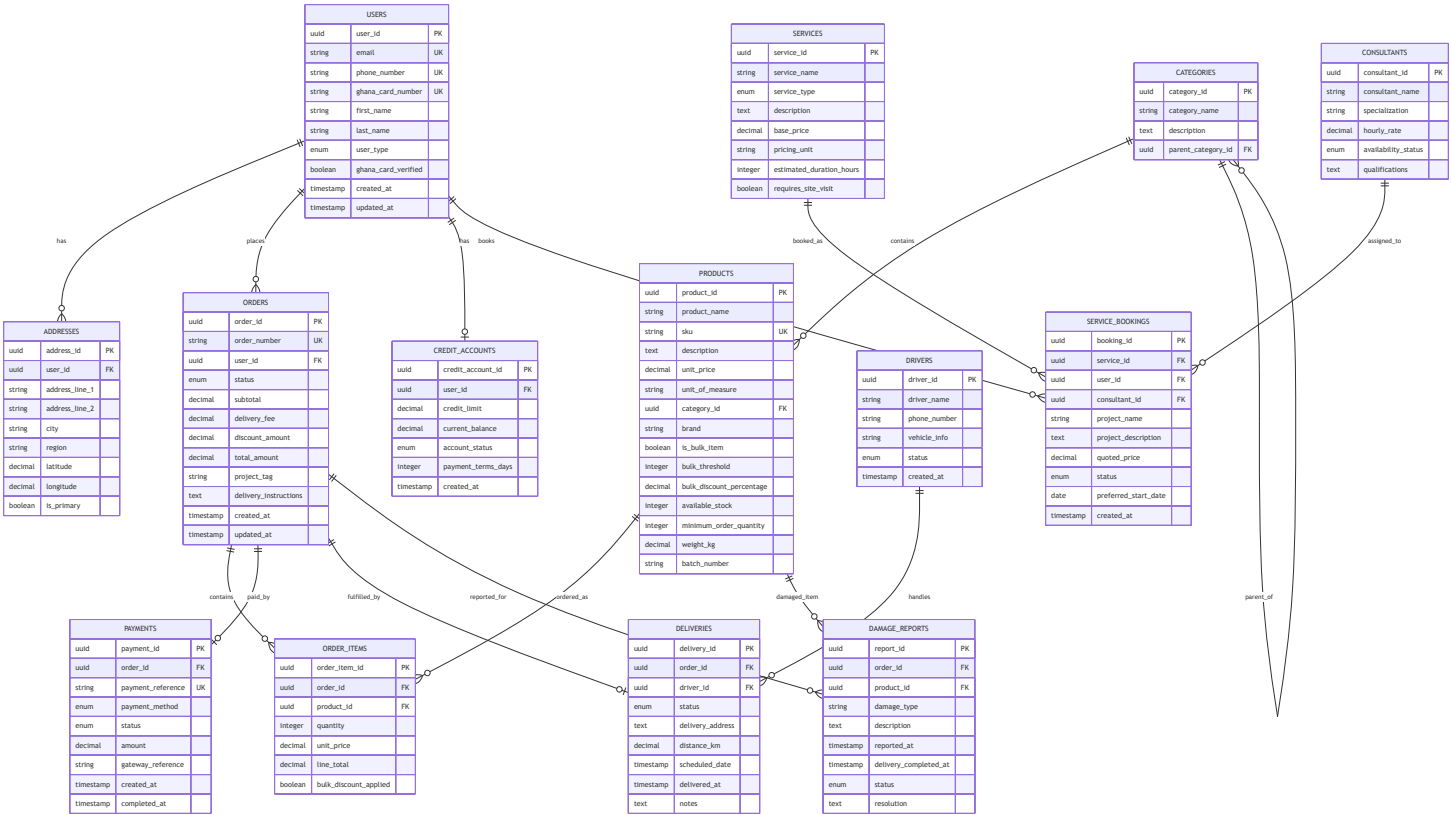 USERS
uuid user_id PK
string email UK
string phone_number UK
string ghana_card_number UK
string first_name
string last_name
enum user_type
boolean ghana_card_verified
timestamp created_at
timestamp updated_at
SERVICES
uuid service_id PK
string service_name
enum service_type
text description
decimal base_price
string pricing_unit
integer estimated_duration_hours
boolean requires_site_visit
CATEGORIES
uuid category_id PK
string category_name
text description
uuid parent_category_id FK
CONSULTANTS
uuid consultant_id PK
string consultant_name
string specialization
decimal hourly_rate
enum availability_status
text qualifications
has
places
has
books
booked_as
contains
assigned_to
ADDRESSES
uuid address_id PK
uuid user_id FK
string address_line_1
string address_line_2
string city
string region
decimal latitude
decimal longitude
boolean is_primary
ORDERS
uuid order_id PK
string order_number UK
uuid user_id FK
enum status
decimal subtotal
decimal delivery_fee
decimal discount_amount
decimal total_amount
string project_tag
text delivery_instructions
timestamp created_at
timestamp updated_at
CREDIT_ACCOUNTS
uuid credit_account_id PK
uuid user_id FK
decimal credit_limit
decimal current_balance
enum account_status
integer payment_terms_days
timestamp created_at
PRODUCTS
uuid product_id PK
string product_name
string sku UK
text description
decimal unit_price
string unit_of_measure
uuid category_id FK
string brand
boolean is_bulk_item
integer bulk_threshold
decimal bulk_discount_percentage
integer available_stock
integer minimum_order_quantity
decimal weight_kg
string batch_number
DRIVERS
uuid driver_id PK
string driver_name
string phone_number
string vehicle_info
enum status
timestamp created_at
SERVICE_BOOKINGS
uuid booking_id PK
uuid service_id FK
uuid user_id FK
uuid consultant_id FK
string project_name
text project_description
decimal quoted_price
enum status
date preferred_start_date
timestamp created_at
contains
paid_by
fulfilled_by
reported_for
ordered_as
damaged_item
handles
parent_of
PAYMENTS
uuid payment_id PK
uuid order_id FK
string payment_reference UK
enum payment_method
enum status
decimal amount
string gateway_reference
timestamp created_at
timestamp completed_at
ORDER_ITEMS
uuid order_item_id PK
uuid order_id FK
uuid product_id FK
integer quantity
decimal unit_price
decimal line_total
boolean bulk_discount_applied
DELIVERIES
uuid delivery_id PK
uuid order_id FK
uuid driver_id FK
enum status
text delivery_address
decimal distance_km
timestamp scheduled_date
timestamp delivered_at
text notes
DAMAGE_REPORTS
uuid report_id PK
uuid order_id FK
uuid product_id FK
string damage_type
text description
timestamp reported_at
timestamp delivery_completed_at
enum status
text resolution